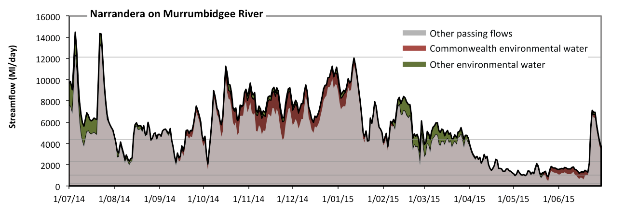 Narrandera on Murrumbidgee River
Streamflow (Ml/day)
16000
14000
12000
10000
8000
6000
4000
2000
0
Other passing flows
Commonwealth environmental water
Other environmental water
1/07/14 1/08/14 1/09/14 1/10/14 1/11/14 1/12/14 1/01/15 1/02/15 1/03/15 1/04/15 1/05/15 1/06/15